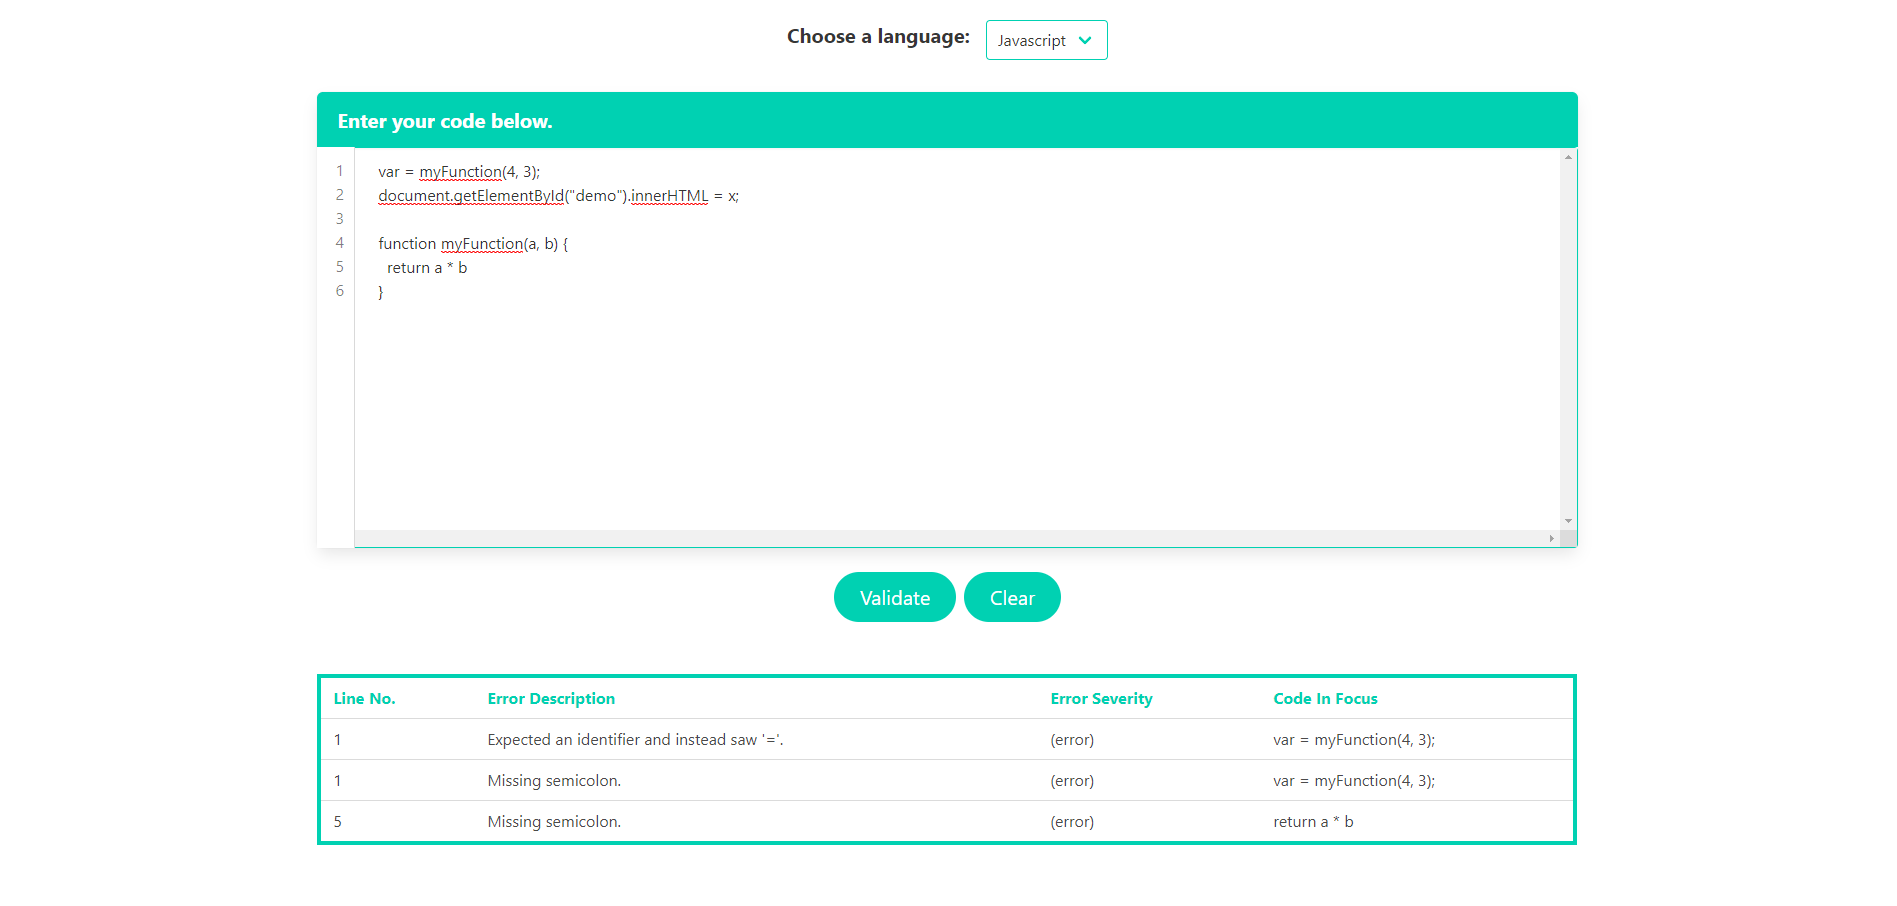 Choose a language: Javascript
Enter your code below.
1 var = myFunction(4, 3);
2 document.getElementById("demo").innerHTML = x;
3
4 function myFunction(a, b) {
5 return a * b
6 }
Validate Clear
Line No. Error Description Error Severity Code In Focus
1 Expected an identifier and instead saw '='. (error) var = myFunction(4, 3);
1 Missing semicolon. (error) var = myFunction(4, 3);
5 Missing semicolon. (error) return a * b